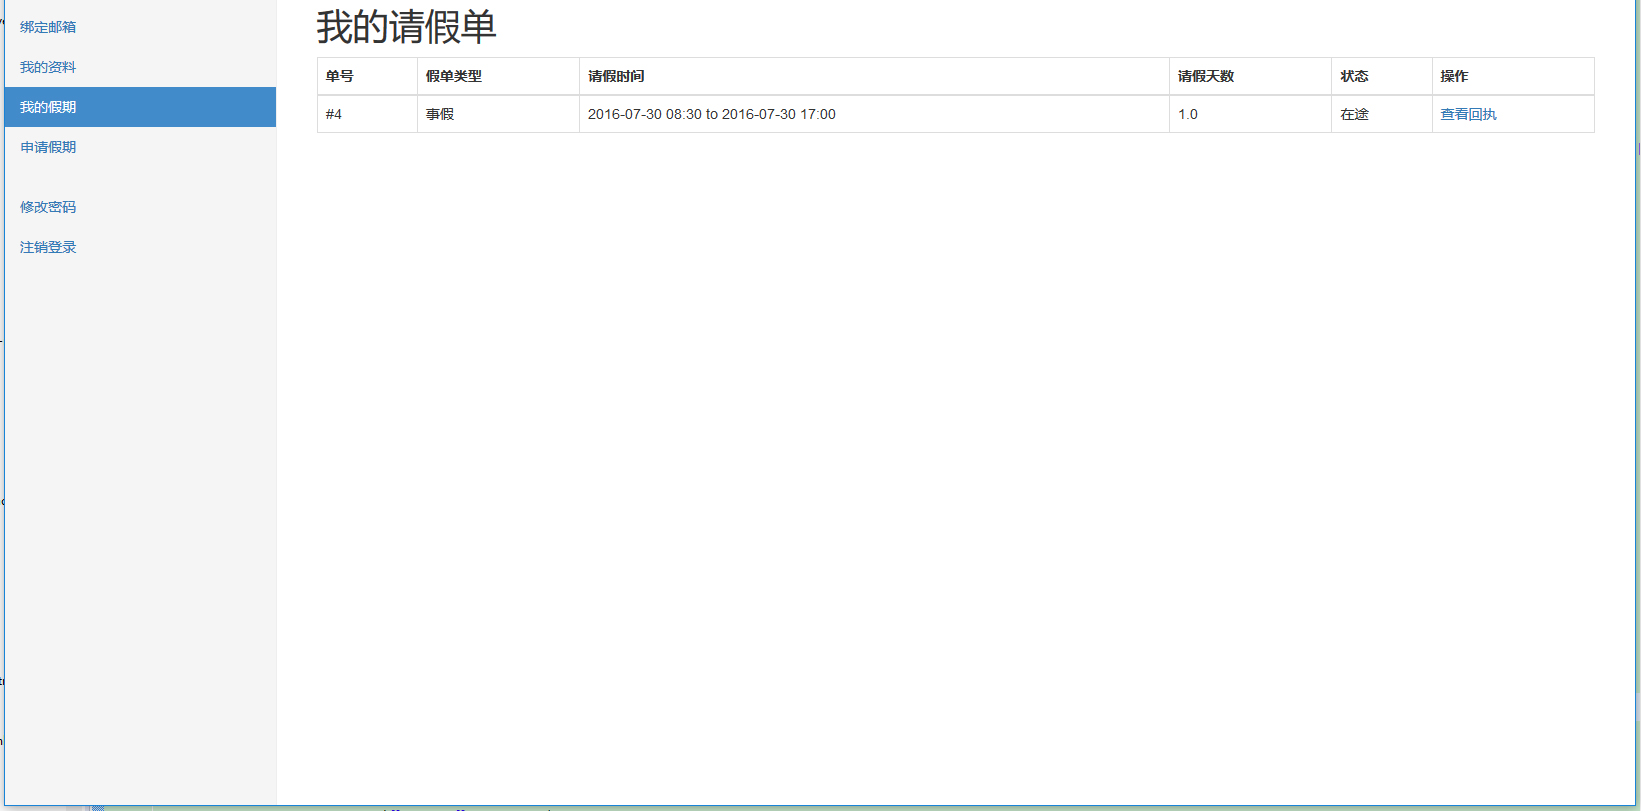 绑定邮箱
我的资料
我的假期
申请假期
修改密码
注销登录
我的请假单
单号 假单类型 请假时间 请假天数 状态 操作
#4 事假 2016-07-30 08:30 to 2016-07-30 17:00 1.0 在途 查看回执